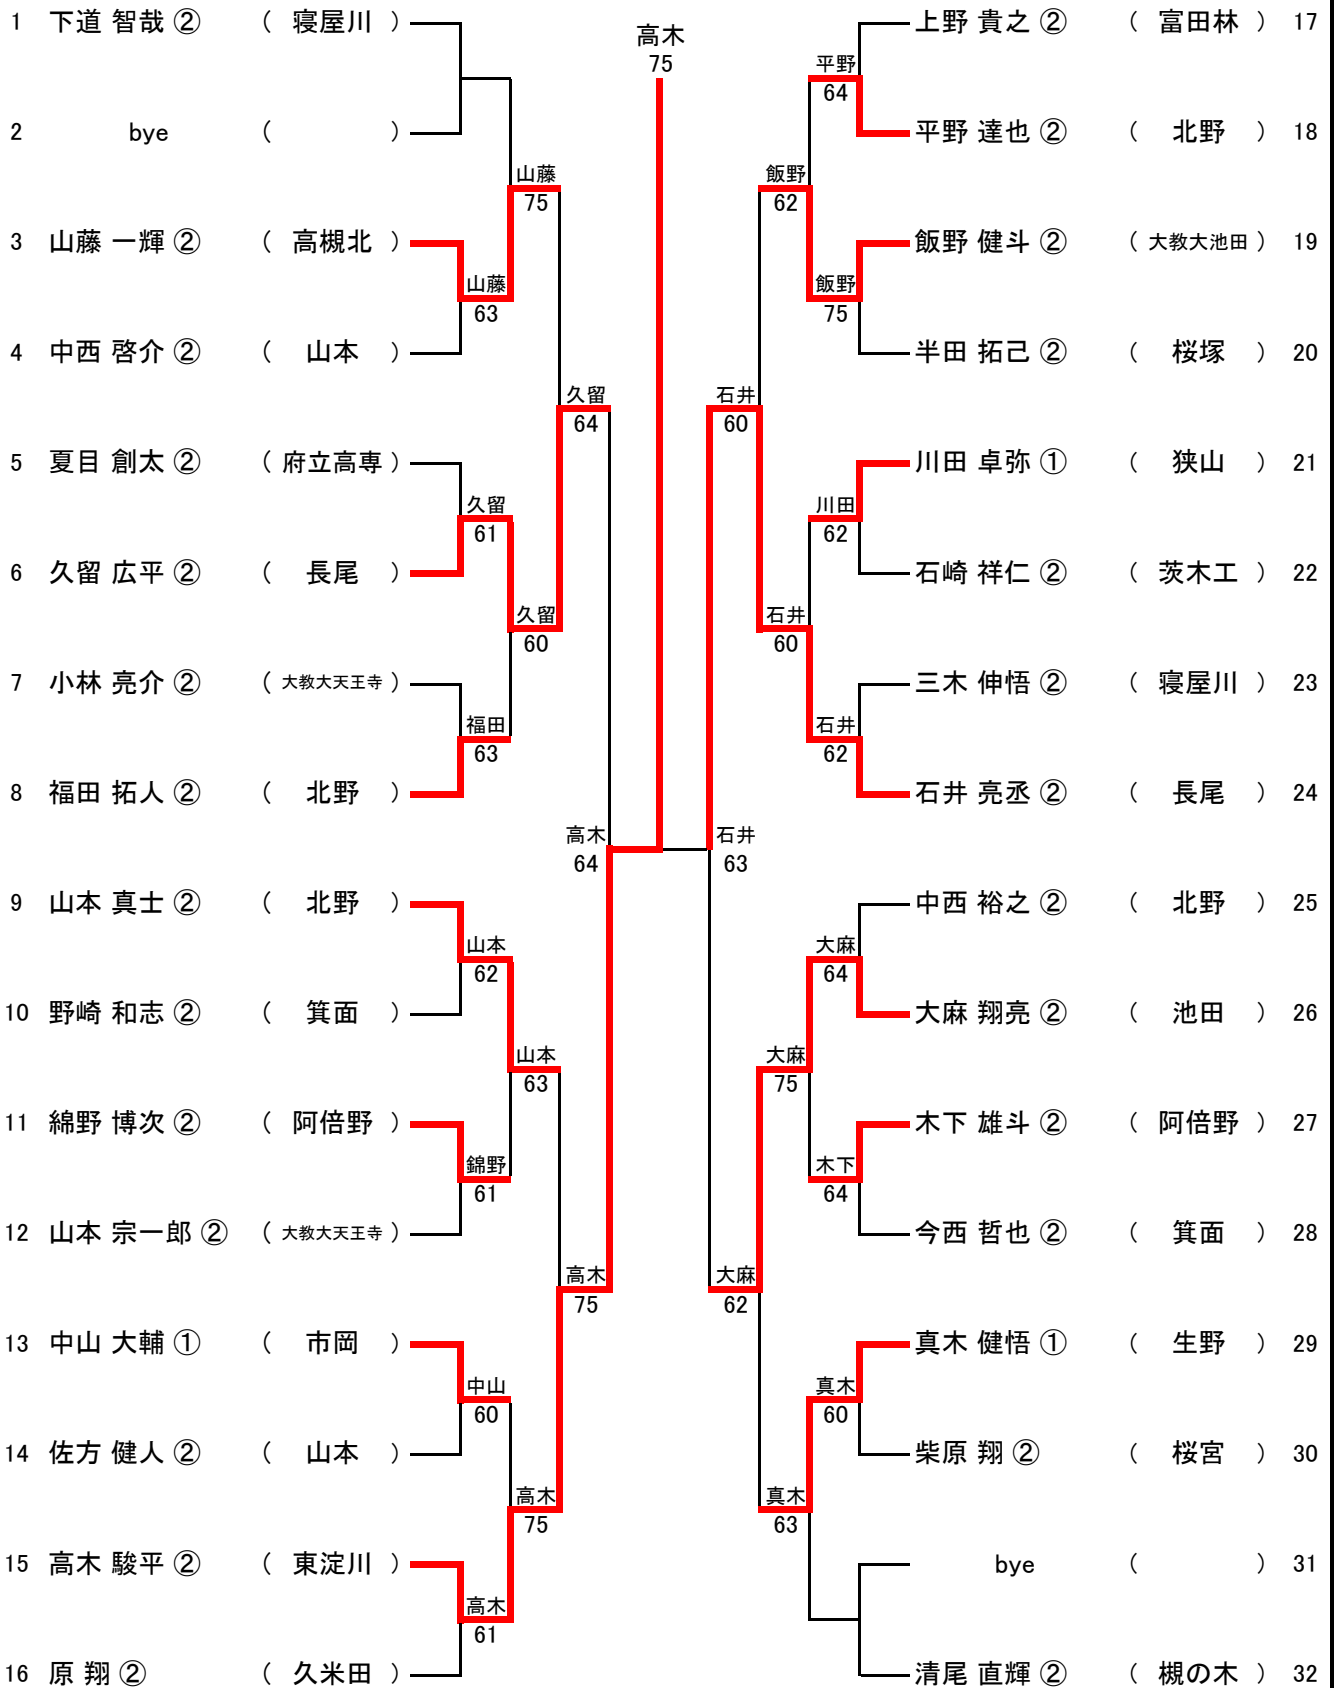 高木
75
1 下道 智哉 ② ( 寝屋川 )
2 bye ( )
山藤
75
3 山藤 一輝 ② ( 高槻北 )
山藤
63
4 中西 啓介 ② ( 山本 )
久留
64
5 夏目 創太 ② ( 府立高専 )
久留
61
6 久留 広平 ② ( 長尾 )
久留
60
7 小林 亮介 ② ( 大教大天王寺 )
福田
63
8 福田 拓人 ② ( 北野 )
高木
64
9 山本 真士 ② ( 北野 )
山本
62
10 野崎 和志 ② ( 箕面 )
山本
63
11 綿野 博次 ② ( 阿倍野 )
錦野
61
12 山本 宗一郎 ② ( 大教大天王寺 )
高木
75
13 中山 大輔 ① ( 市岡 )
中山
60
14 佐方 健人 ② ( 山本 )
高木
75
15 高木 駿平 ② ( 東淀川 )
高木
61
16 原 翔 ② ( 久米田 )
上野 貴之 ② ( 富田林 ) 17
平野
64
平野 達也 ② ( 北野 ) 18
飯野
62
飯野 健斗 ② ( 大教大池田 ) 19
飯野
75
半田 拓己 ② ( 桜塚 ) 20
石井
60
川田 卓弥 ① ( 狭山 ) 21
川田
62
石崎 祥仁 ② ( 茨木工 ) 22
石井
60
三木 伸悟 ② ( 寝屋川 ) 23
石井
62
石井 亮丞 ② ( 長尾 ) 24
石井
63
中西 裕之 ② ( 北野 ) 25
大麻
64
大麻 翔亮 ② ( 池田 ) 26
大麻
75
木下 雄斗 ② ( 阿倍野 ) 27
木下
64
今西 哲也 ② ( 箕面 ) 28
大麻
62
真木 健悟 ① ( 生野 ) 29
真木
60
柴原 翔 ② ( 桜宮 ) 30
真木
63
bye ( ) 31
清尾 直輝 ② ( 槻の木 ) 32